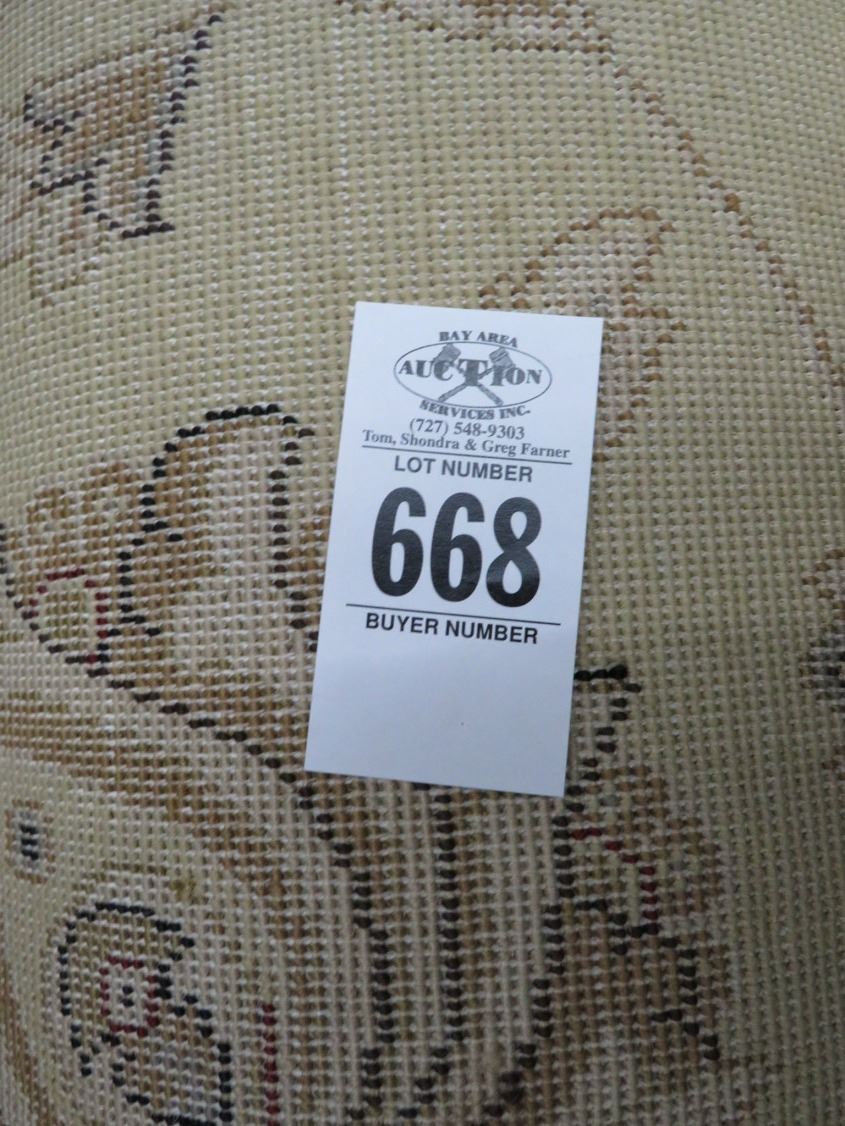 BAY AREA
AUCTION
SERVICES INC.
(727) 548-9303
Tom, Shondra & Greg Farner
LOT NUMBER
668
BUYER NUMBER